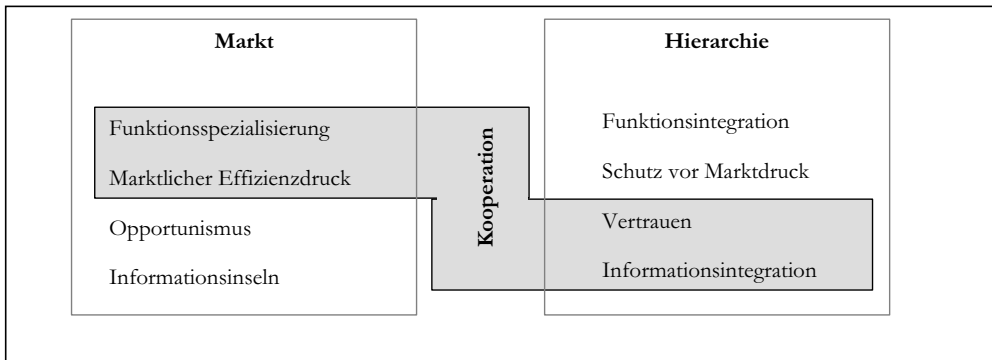 Markt
Funktionsspezialisierung
Marktlicher Effizienzdruck
Opportunismus
Informationsinseln
Kooperation
Hierarchie
Funktionsintegration
Schutz vor Marktdruck
Vertrauen
Informationsintegration